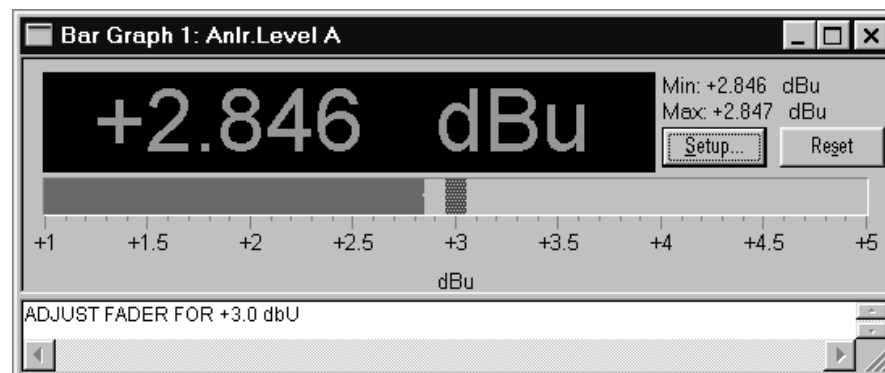 Bar Graph 1: Anlr.Level A
+2.846 dBu
Min: +2.846 dBu
Max: +2.847 dBu
Setup... Reset
+1 +1.5 +2 +2.5 +3 +3.5 +4 +4.5 +5
dBu
ADJUST FADER FOR +3.0 dbU